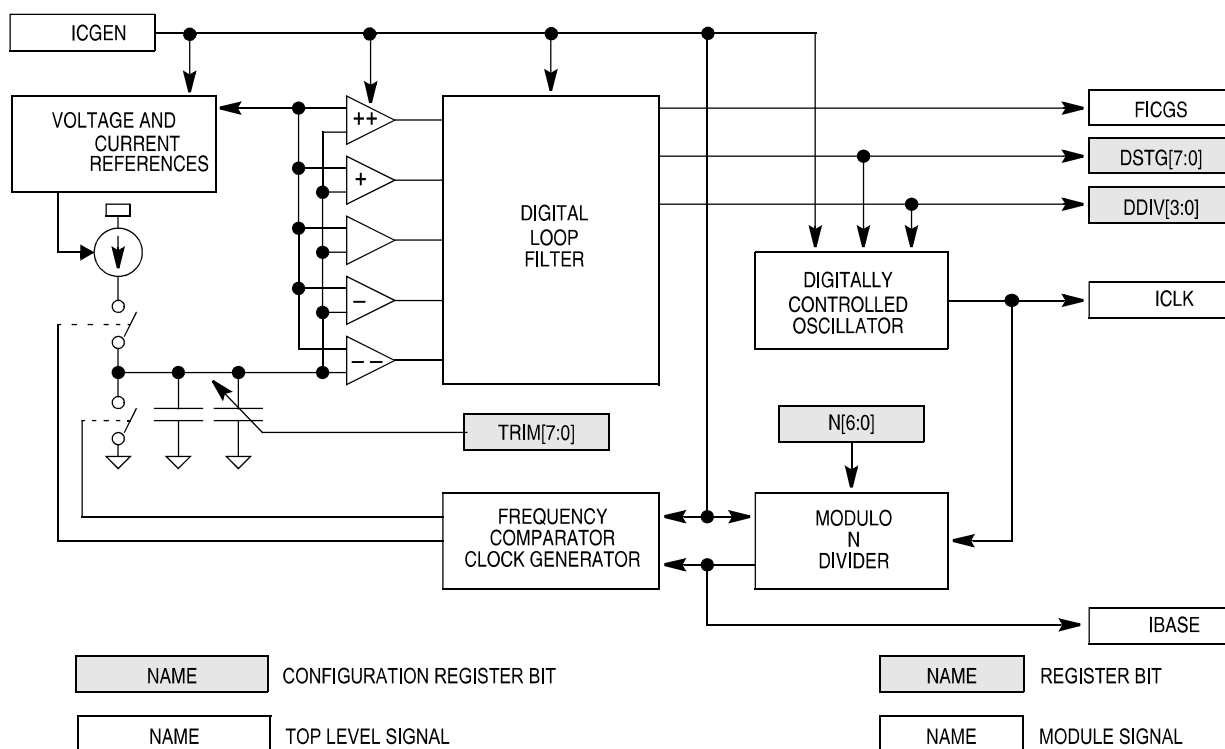 ICGEN
VOLTAGE AND
CURRENT
REFERENCES
++
+
–
– –
DIGITAL
LOOP
FILTER
FICGS
DSTG[7:0]
DDIV[3:0]
DIGITALLY
CONTROLLED
OSCILLATOR
ICLK
TRIM[7:0]
N[6:0]
FREQUENCY
COMPARATOR
CLOCK GENERATOR
MODULO
N
DIVIDER
IBASE
NAME CONFIGURATION REGISTER BIT
NAME REGISTER BIT
NAME TOP LEVEL SIGNAL
NAME MODULE SIGNAL